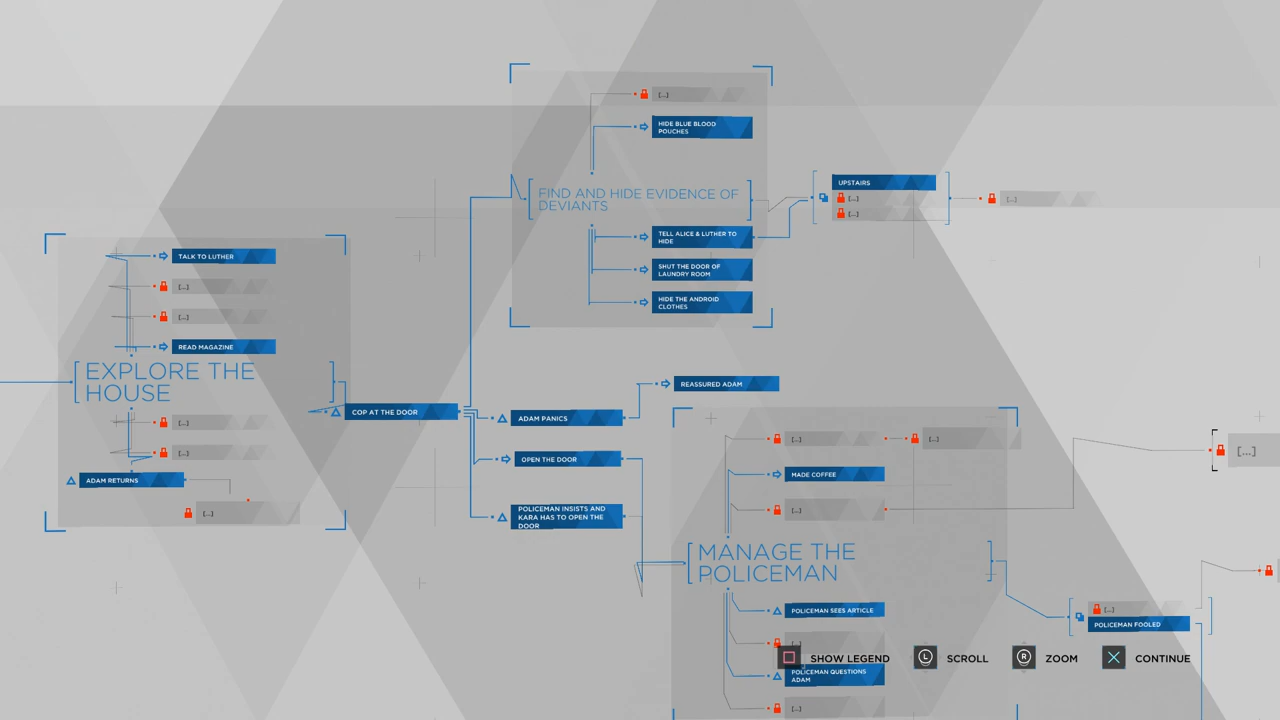 [...]
HIDE BLUE BLOOD
POUCHES
FIND AND HIDE EVIDENCE OF
DEVIANTS
UPSTAIRS
[...]
[...]
[...]
TELL ALICE & LUTHER TO
HIDE
SHUT THE DOOR OF
LAUNDRY ROOM
HIDE THE ANDROID
CLOTHES
TALK TO LUTHER
[...]
[...]
READ MAGAZINE
EXPLORE THE
HOUSE
[...]
[...]
ADAM RETURNS
[...]
COP AT THE DOOR
ADAM PANICS
REASSURED ADAM
OPEN THE DOOR
POLICEMAN INSISTS AND
KARA HAS TO OPEN THE
DOOR
[...]
[...]
[...]
MADE COFFEE
[...]
MANAGE THE
POLICEMAN
POLICEMAN SEES ARTICLE
[...]
POLICEMAN QUESTIONS
ADAM
[...]
[...]
POLICEMAN FOOLED
SHOW LEGEND
L
SCROLL
R
ZOOM
CONTINUE